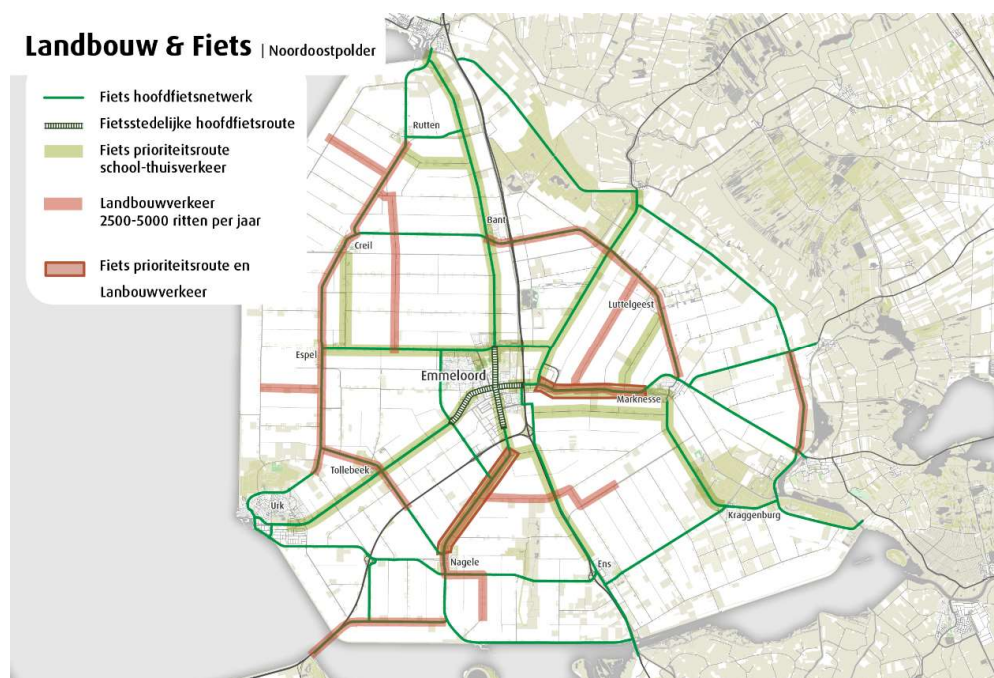 Landbouw & Fiets | Noordoostpolder
Fiets hoofdfietsnetwerk
Fietsstedelijke hoofdfietsroute
Fiets prioriteitsroute
school-thuisverkeer
Landbouwverkeer
2500-5000 ritten per jaar
Fiets prioriteitsroute en
Lanbouwverkeer
Rutten
Bant
Creil
Luttelgeest
Espel
Emmeloord
Marknesse
Tollebeek
Urk
Kraggenburg
Nagele
Ens